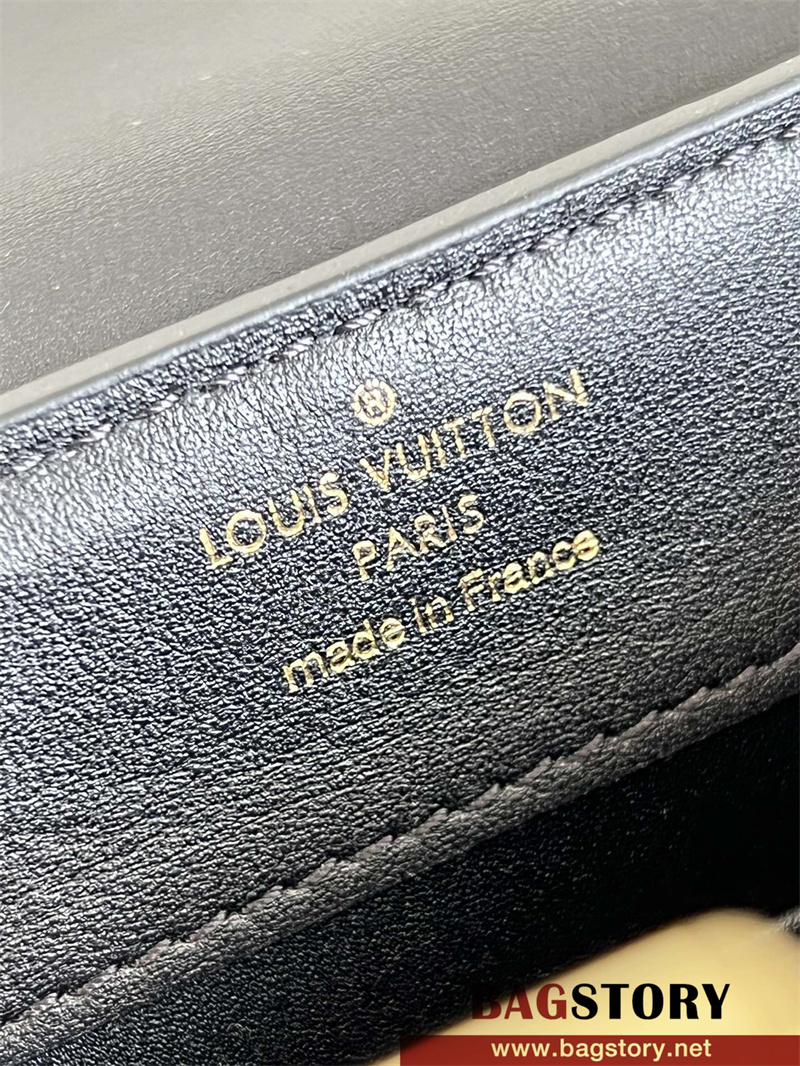 LOUIS VUITTON
PARIS
made in France
BAGSTORY
www.bagstory.net